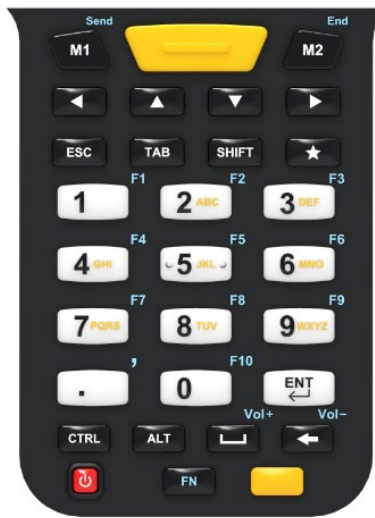 Send End
M1 M2
ESC TAB SHIFT
F1 F2 F3
1 2 ABC 3 DEF
F4 F5 F6
4 GHI 5 JKL 6 MNO
F7 F8 F9
7 PQRS 8 TUV 9 WXYZ
, F10
. 0 ENT
Vol+ Vol-
CTRL ALT
FN